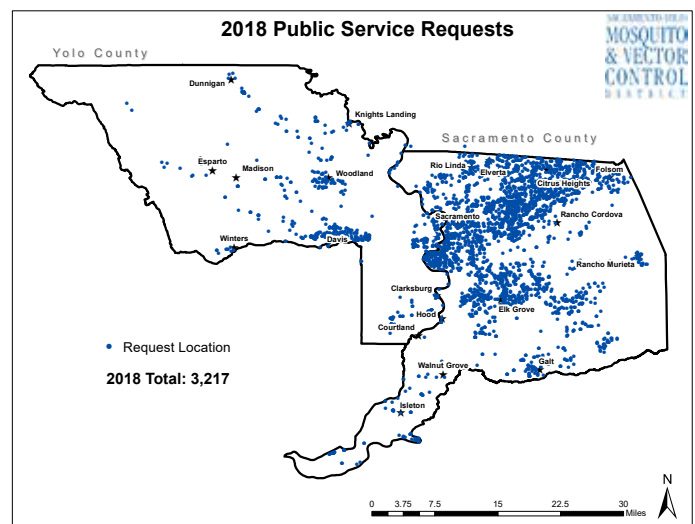 2018 Public Service Requests
SACRAMENTO-YOLO
MOSQUITO
& VECTOR
CONTROL
DISTRICT
Yolo County
Dunnigan
Knights Landing
Sacramento County
Esparto
Madison
Woodland
Rio Linda
Elverta
Folsom
Citrus Heights
Sacramento
Rancho Cordova
Winters
Davis
Rancho Murieta
Clarksburg
Hood
Elk Grove
Courtland
Request Location
2018 Total: 3,217
Walnut Grove
Galt
Isleton
N
0 3.75 7.5 15 22.5 30
Miles